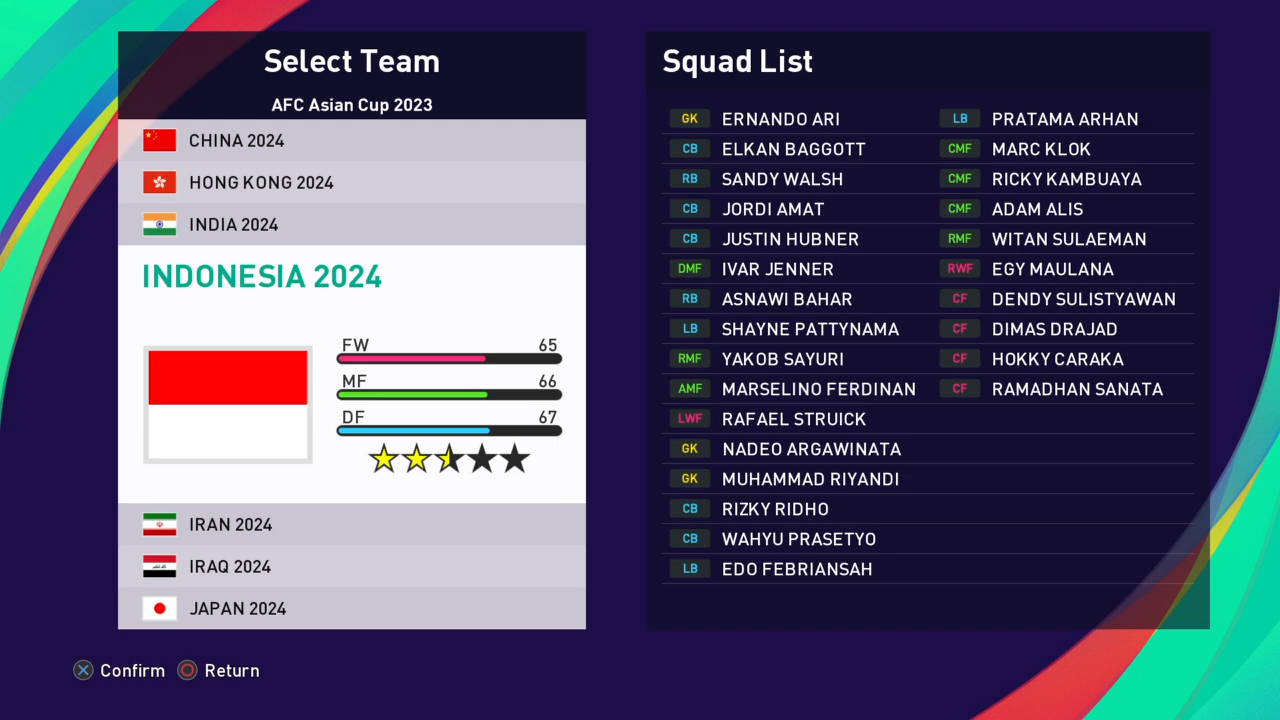 Select Team
AFC Asian Cup 2023
CHINA 2024
HONG KONG 2024
INDIA 2024
INDONESIA 2024
FW 65
MF 66
DF 67
IRAN 2024
IRAQ 2024
JAPAN 2024
Squad List
GK ERNANDO ARI
CB ELKAN BAGGOTT
RB SANDY WALSH
CB JORDI AMAT
CB JUSTIN HUBNER
DMF IVAR JENNER
RB ASNAWI BAHAR
LB SHAYNE PATTYNAMA
RMF YAKOB SAYURI
AMF MARSELINO FERDINAN
LWF RAFAEL STRUICK
GK NADEO ARGAWINATA
GK MUHAMMAD RIYANDI
CB RIZKY RIDHO
CB WAHYU PRASETYO
LB EDO FEBRIANSAH
LB PRATAMA ARHAN
CMF MARC KLOK
CMF RICKY KAMBUAYA
CMF ADAM ALIS
RMF WITAN SULAEMAN
RWF EGY MAULANA
CF DENDY SULISTYAWAN
CF DIMAS DRAJAD
CF HOKKY CARAKA
CF RAMADHAN SANATA
Confirm Return